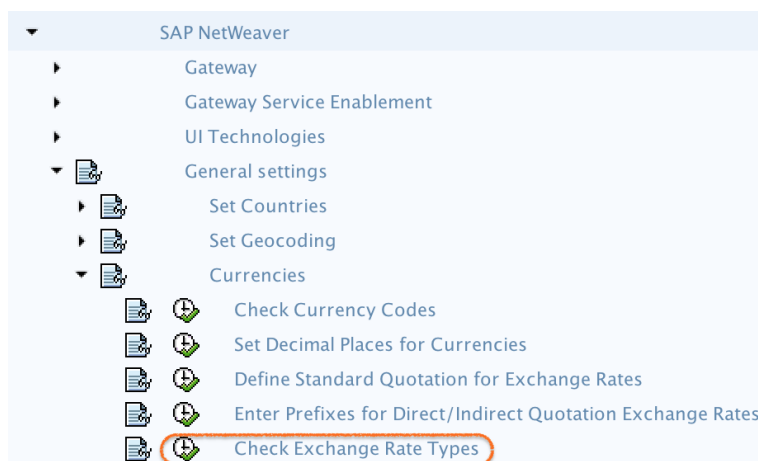 SAP NetWeaver
Gateway
Gateway Service Enablement
UI Technologies
General settings
Set Countries
Set Geocoding
Currencies
Check Currency Codes
Set Decimal Places for Currencies
Define Standard Quotation for Exchange Rates
Enter Prefixes for Direct/Indirect Quotation Exchange Rates
Check Exchange Rate Types